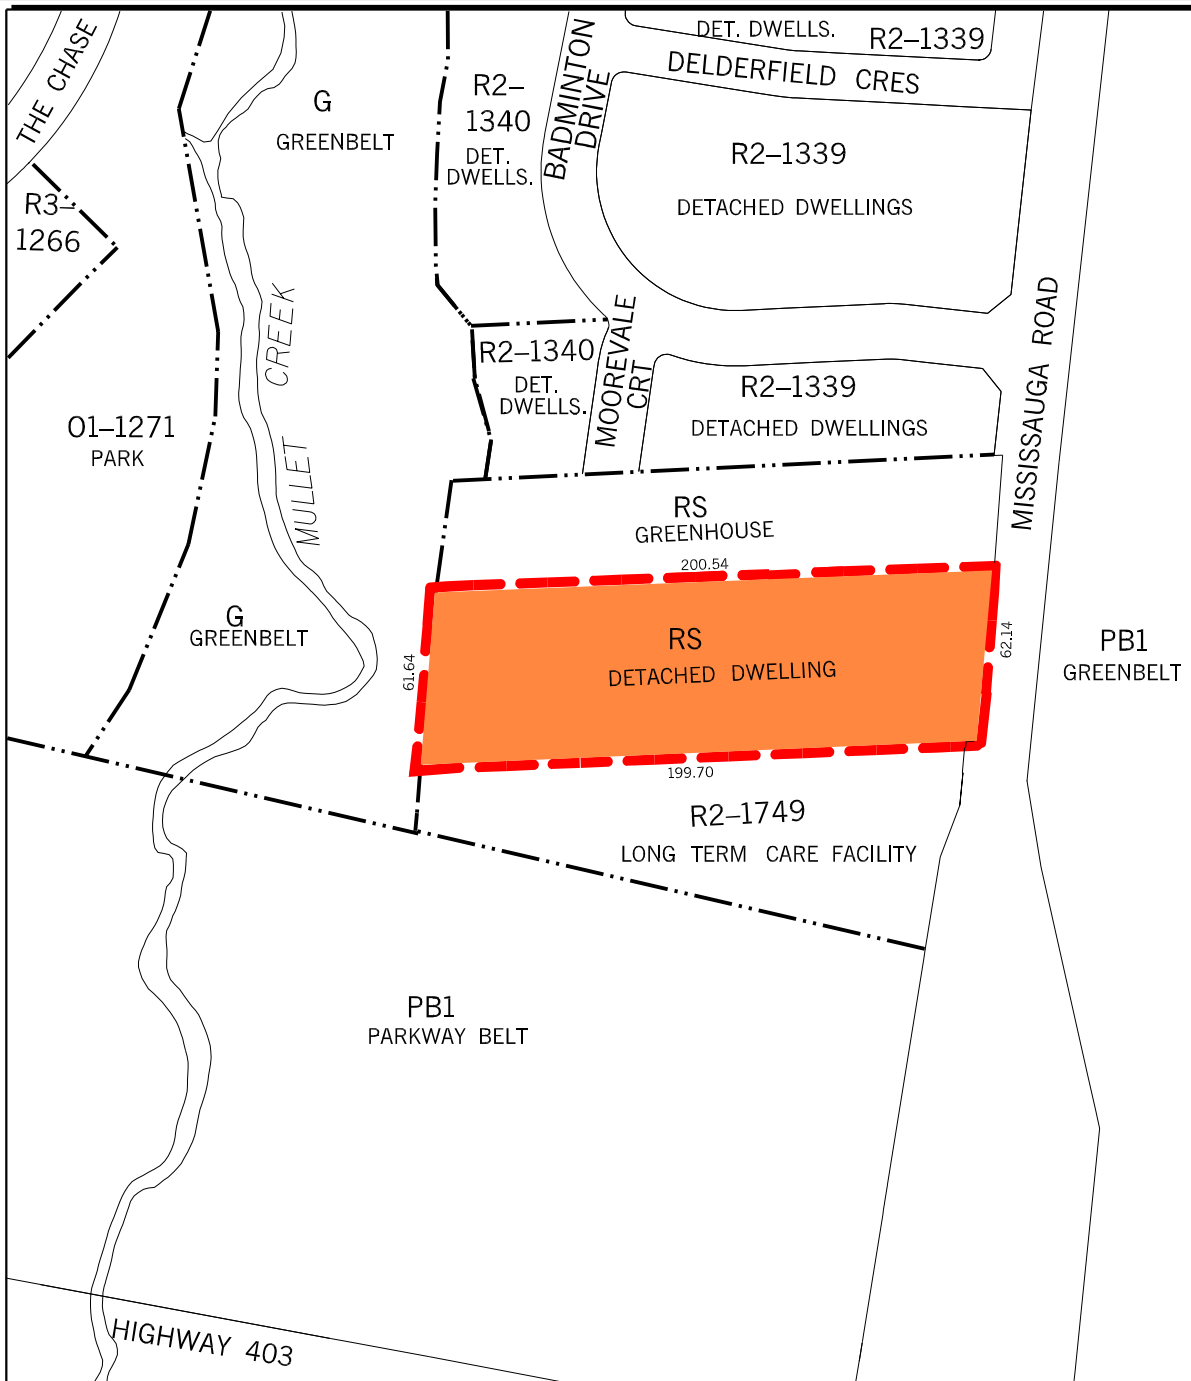 THE CHASE
G
GREENBELT
R2–
1340
DET.
DWELLS.
BADMINTON
DRIVE
DET. DWELLS.
R2–1339
DELDERFIELD CRES
R2–1339
DETACHED DWELLINGS
R3–
1266
O1–1271
PARK
MULLET CREEK
R2–1340
DET.
DWELLS.
MOOREVALE
CRT
R2–1339
DETACHED DWELLINGS
MISSISSAUGA ROAD
RS
GREENHOUSE
200.54
G
GREENBELT
61.64
RS
DETACHED DWELLING
62.14
PB1
GREENBELT
199.70
R2–1749
LONG TERM CARE FACILITY
PB1
PARKWAY BELT
HIGHWAY 403